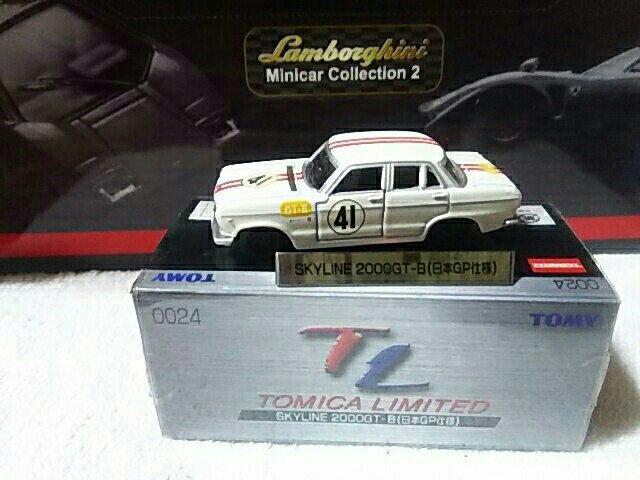 Lamborghini
Minicar Collection 2
GT-B
41
SKYLINE 2000GT-B(日本GP仕様)
TOMY
0024
0024
TOMY
TL
TOMICA LIMITED
SKYLINE 2000GT-B(日本GP仕様)